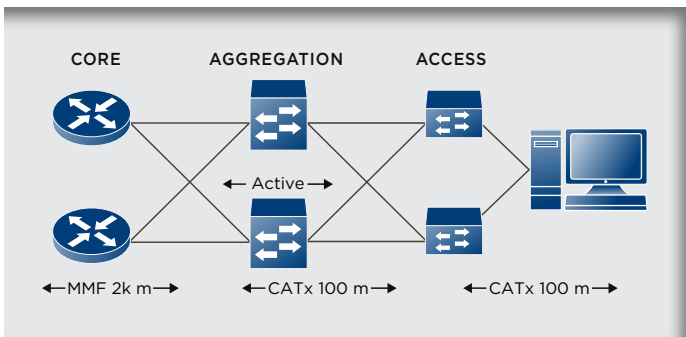 CORE AGGREGATION ACCESS
Active
MMF 2k m CATx 100 m CATx 100 m